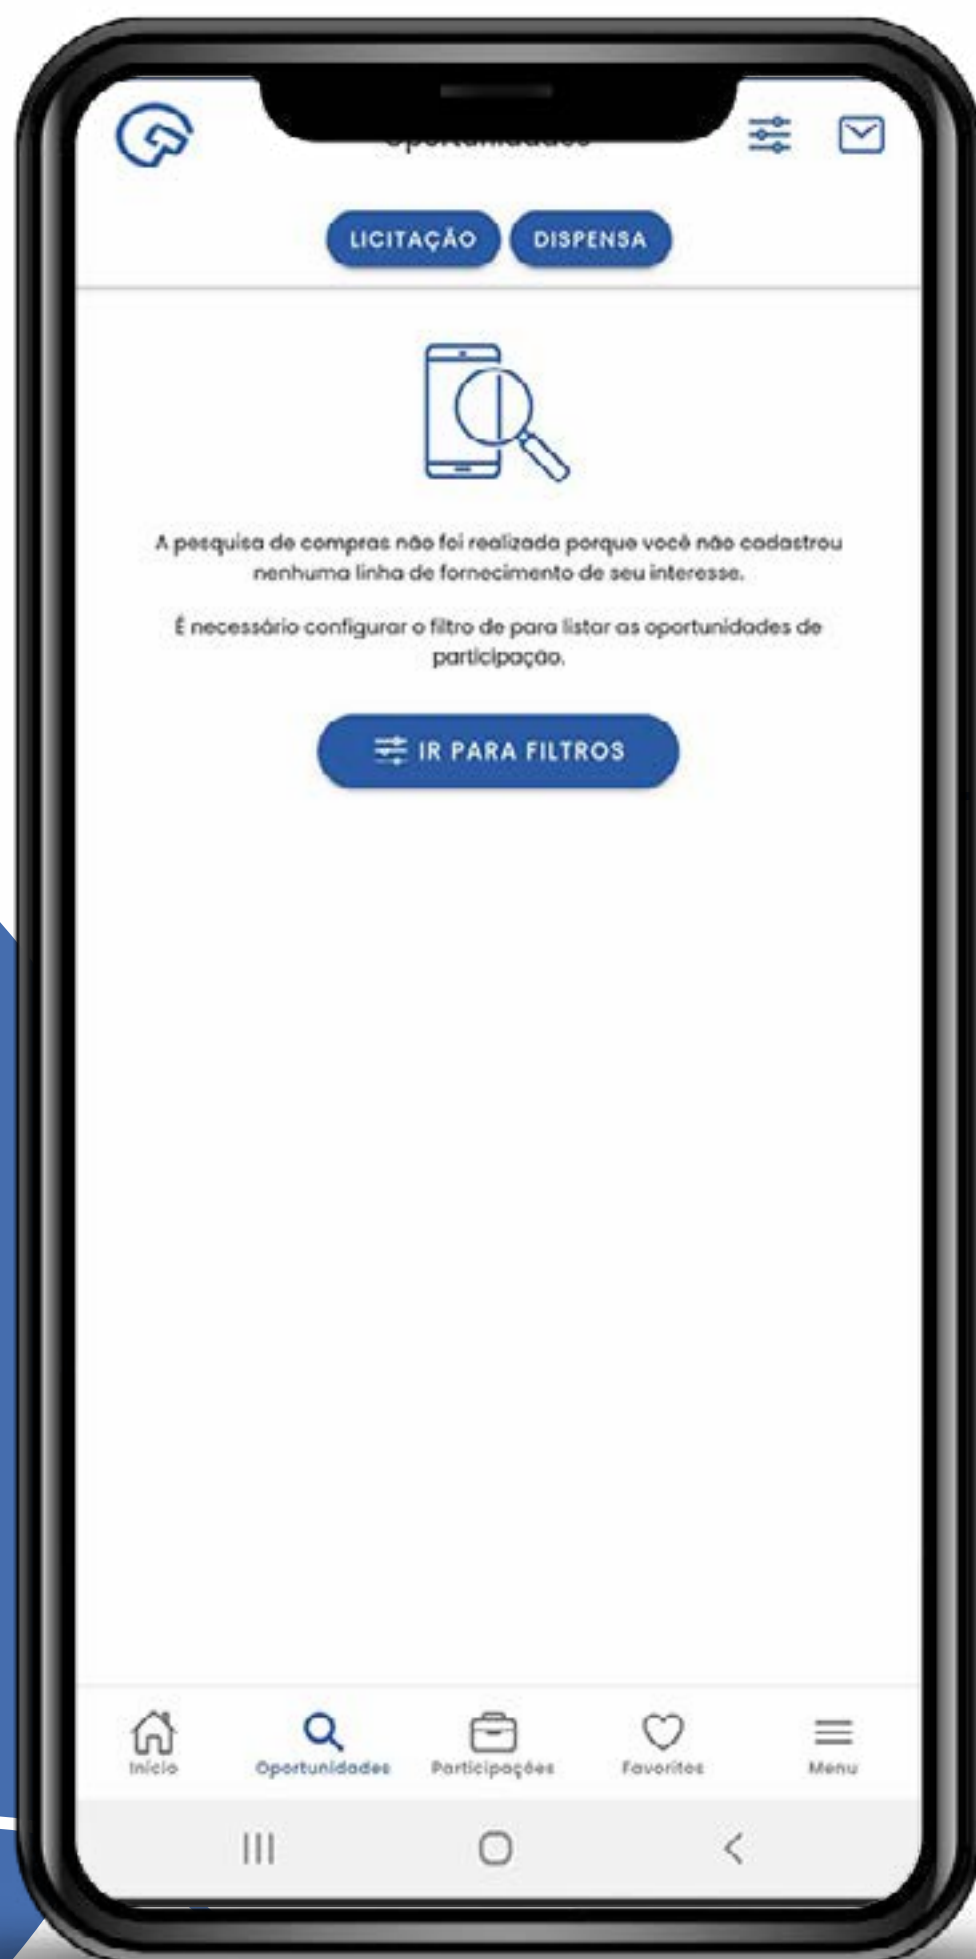 Oportunidades
LICITAÇÃO DISPENSA
A pesquisa de compras não foi realizada porque você não cadastrou
nenhuma linha de fornecimento de seu interesse.
É necessário configurar o filtro de para listar as oportunidades de
participação.
IR PARA FILTROS
Início Oportunidades Participações Favoritos Menu